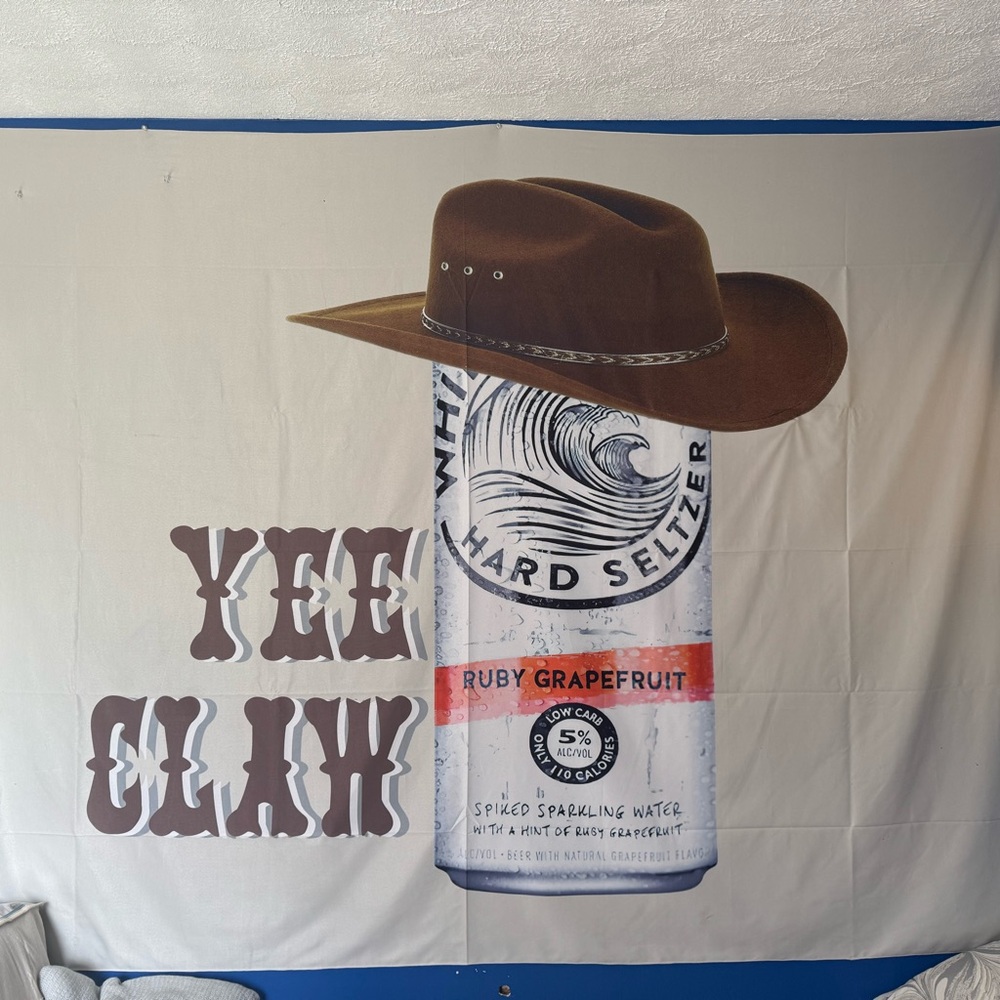 YEE
CLAW
HARD SELTZER
RUBY GRAPEFRUIT
LOW CARB
5%
ALC/VOL
ONLY 110 CALORIES
SPIKED SPARKLING WATER
WITH A HINT OF RUBY GRAPEFRUIT
ALC/VOL • BEER WITH NATURAL GRAPEFRUIT